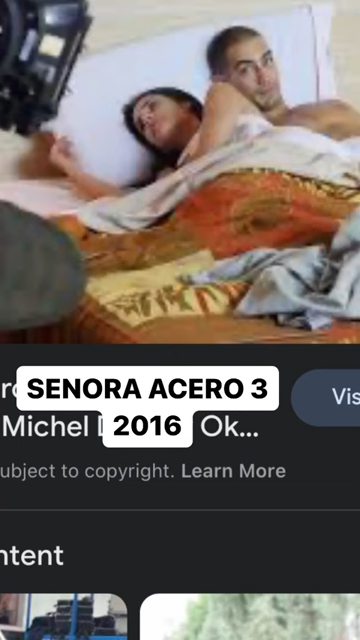 SENORA ACERO 3
2016
Michel Ok...
ubject to copyright. Learn More
Vis
ntent